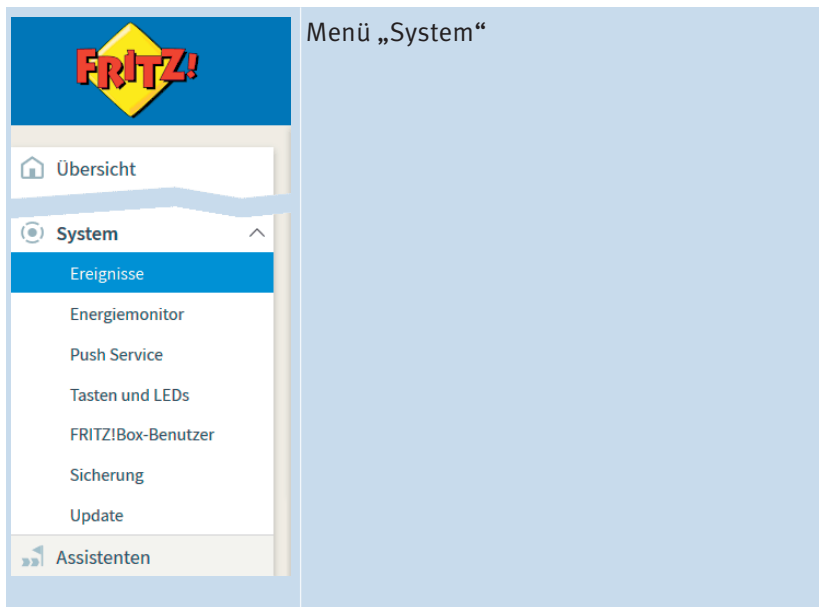 FRITZ!
Menü „System“
Übersicht
System
Ereignisse
Energiemonitor
Push Service
Tasten und LEDs
FRITZ!Box-Benutzer
Sicherung
Update
Assistenten